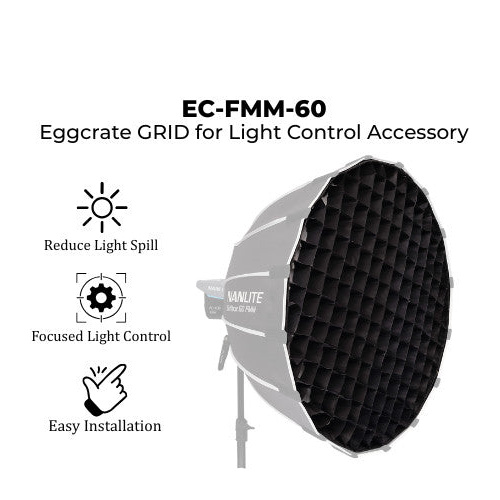 EC-FMM-60
Eggcrate GRID for Light Control Accessory
Reduce Light Spill
Focused Light Control
Easy Installation
NANLITE